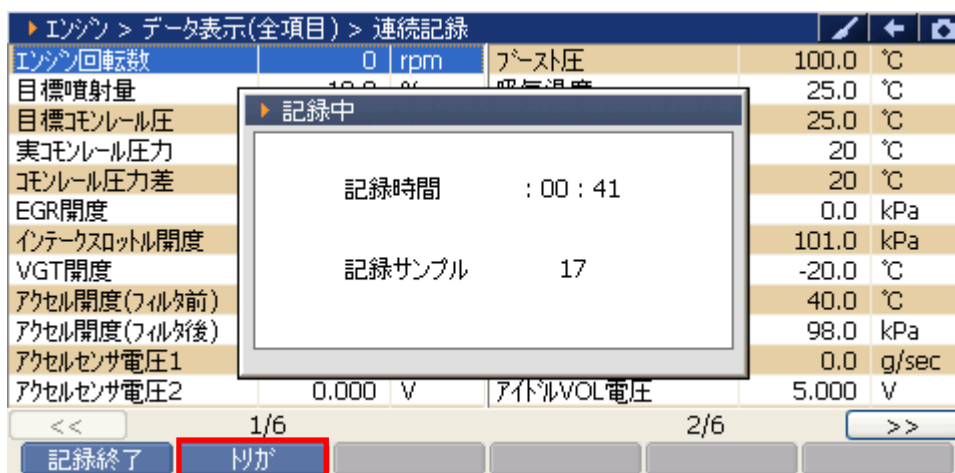 エンジン > データ表示(全項目) > 連続記録
エンジン回転数 0 rpm ブースト圧 100.0 ℃
目標噴射量 25.0 ℃
目標コモンレール圧 25.0 ℃
実コモンレール圧力 20 ℃
コモンレール圧力差 20 ℃
EGR開度 0.0 kPa
インテークスロットル開度 101.0 kPa
VGT開度 -20.0 ℃
アクセル開度(フィルタ前) 40.0 ℃
アクセル開度(フィルタ後) 98.0 kPa
アクセルセンサ電圧1 0.0 g/sec
アクセルセンサ電圧2 0.000 V アイドルVOL電圧 5.000 V
記録中
記録時間 :00:41
記録サンプル 17
<< 1/6 2/6 >>
記録終了 トリガ